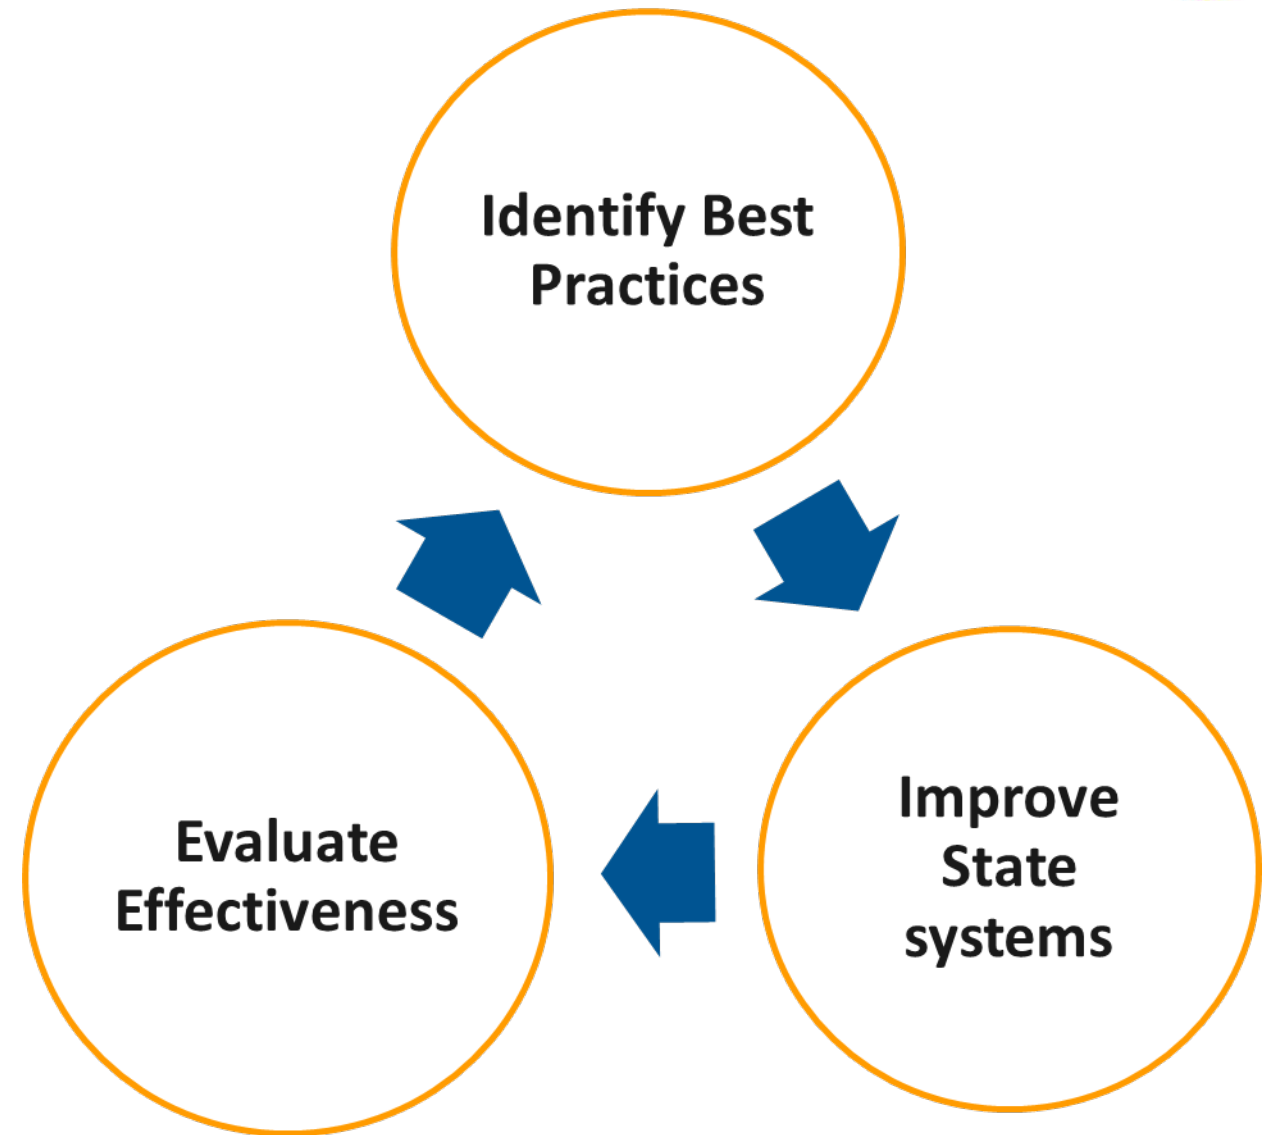 Identify Best
Practices
Improve
State
systems
Evaluate
Effectiveness